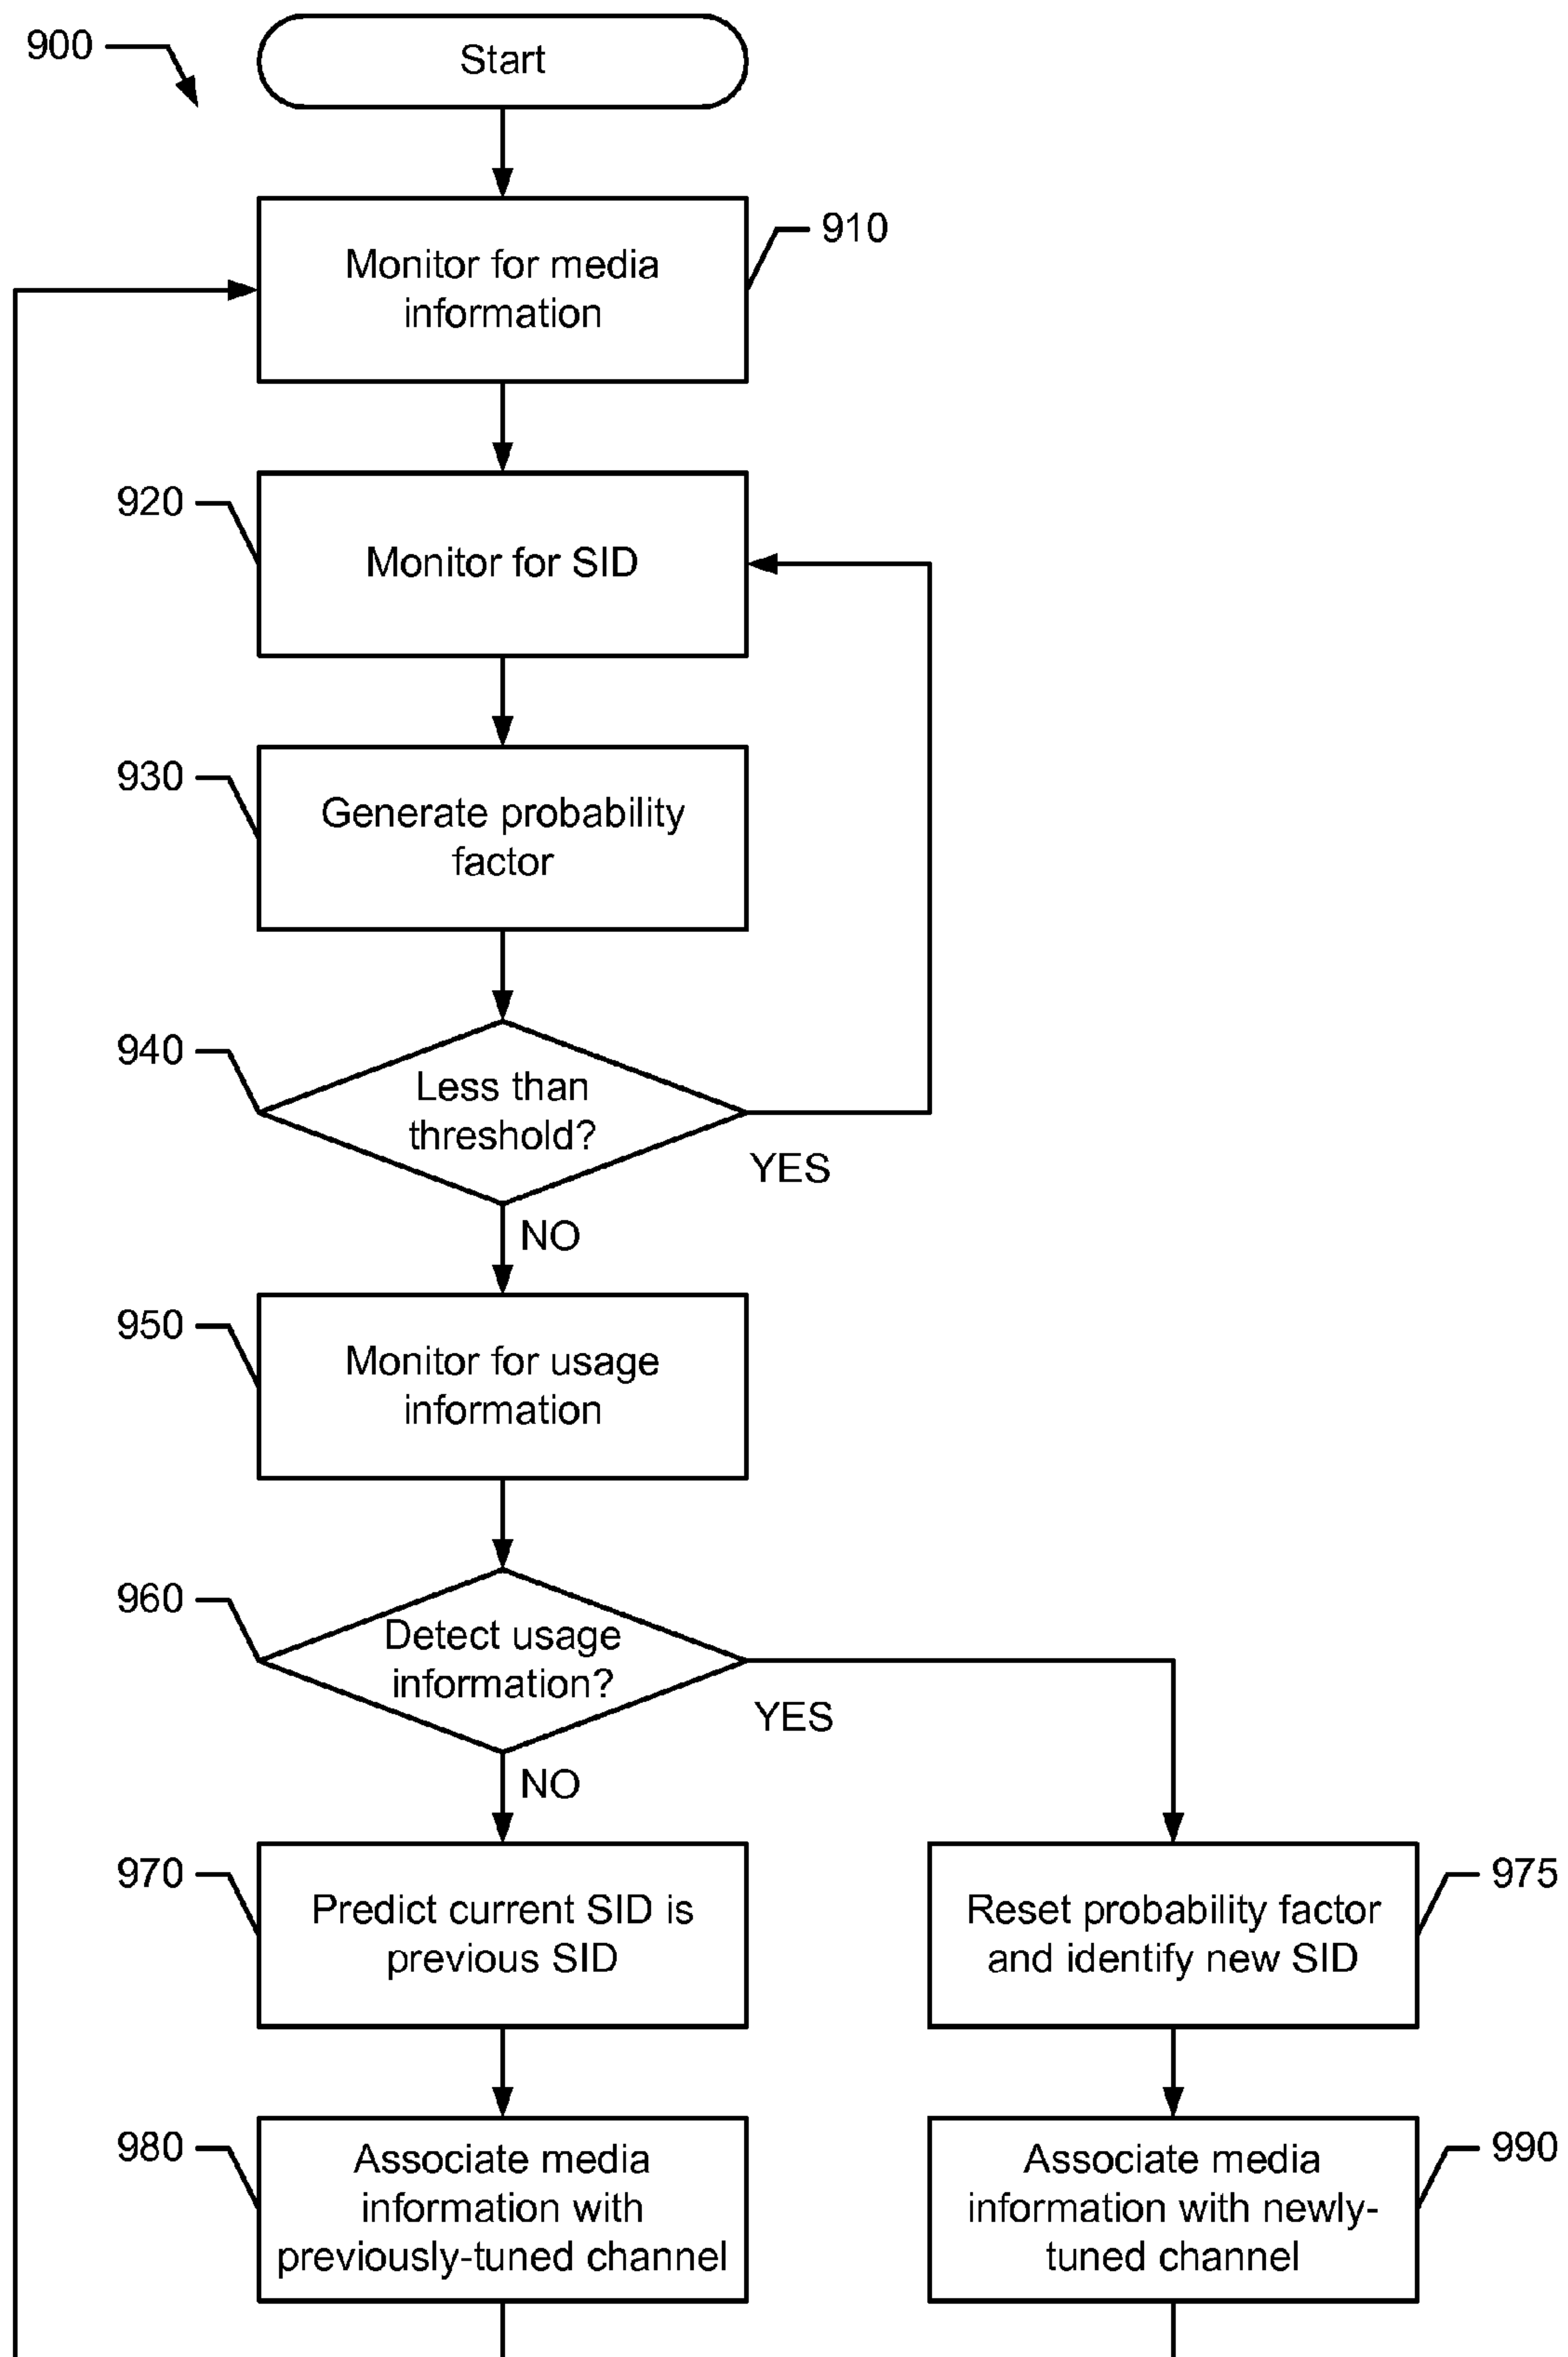 900
Start
Monitor for media
information
910
920
Monitor for SID
930
Generate probability
factor
940
Less than
threshold?
YES
NO
950
Monitor for usage
information
960
Detect usage
information?
YES
NO
970
Predict current SID is
previous SID
Reset probability factor
and identify new SID
975
980
Associate media
information with
previously-tuned channel
Associate media
information with newly-
tuned channel
990